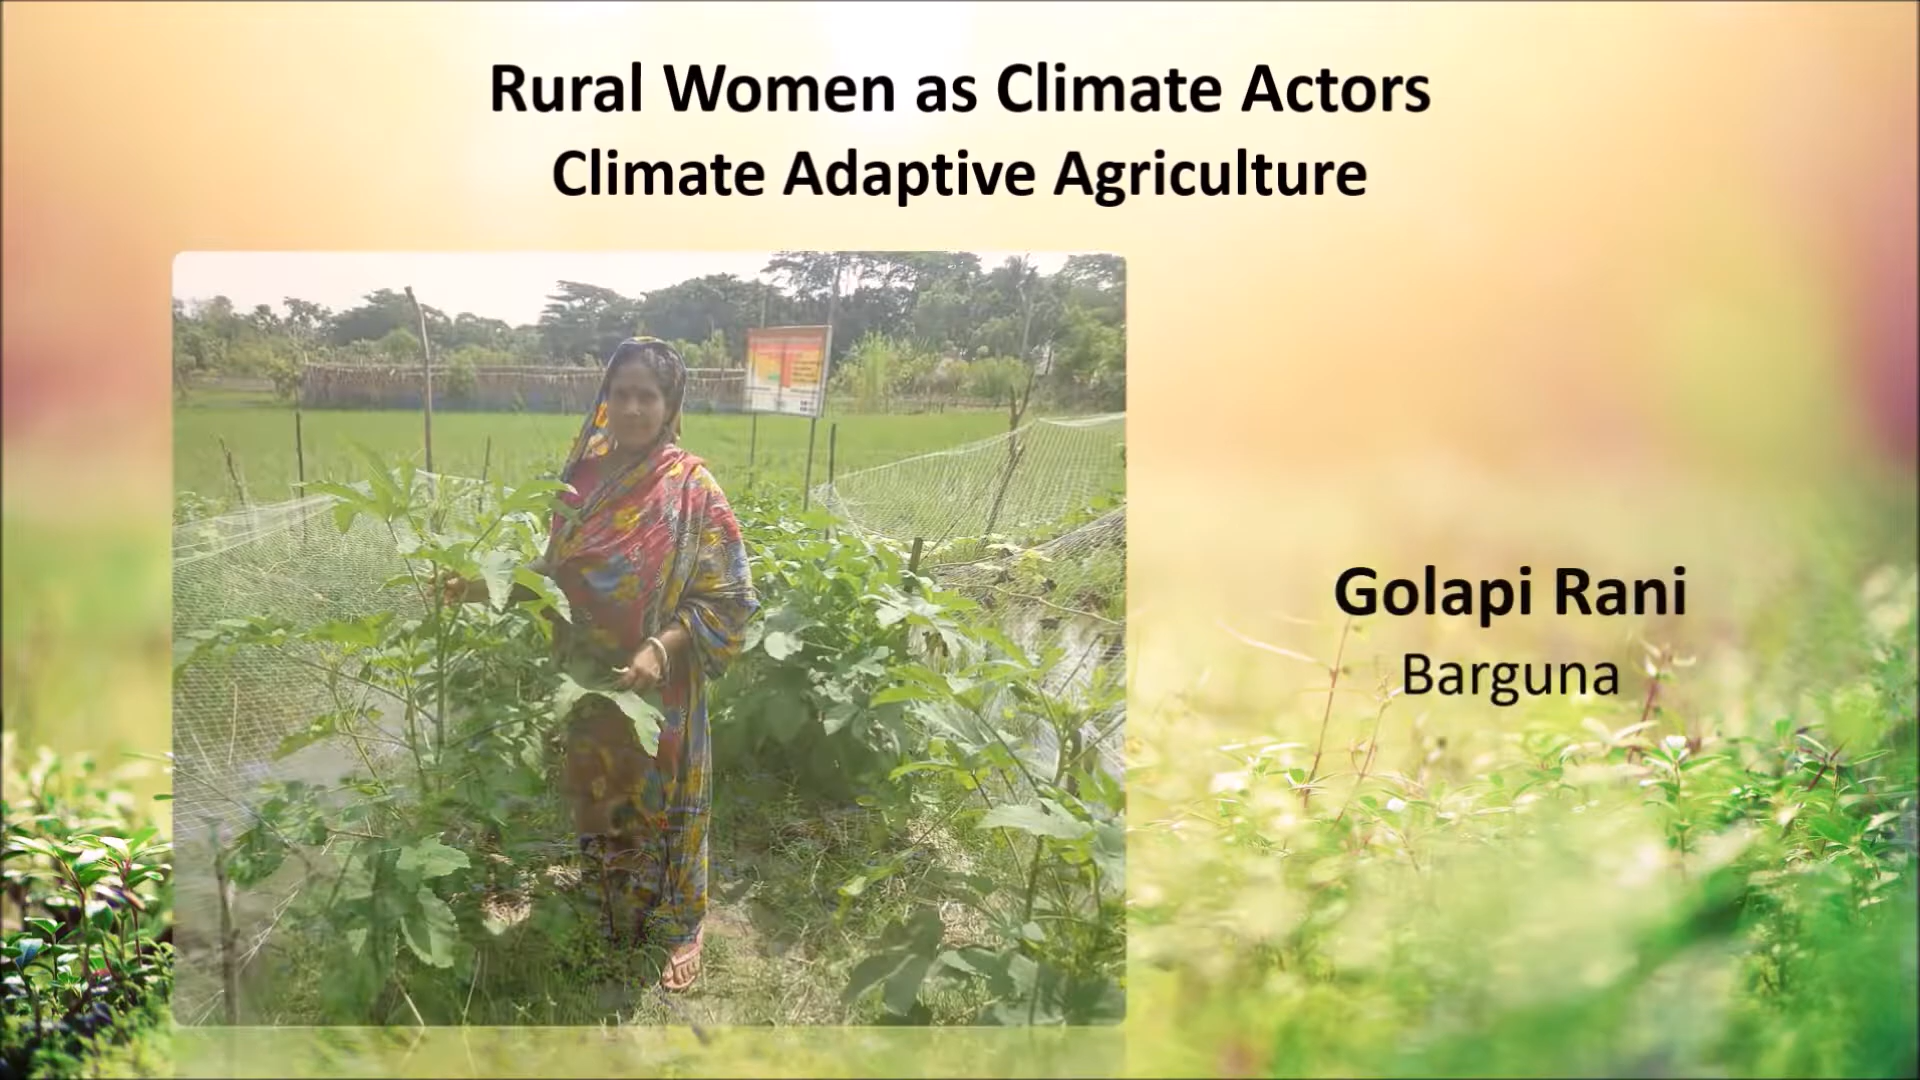 Rural Women as Climate Actors
Climate Adaptive Agriculture
Golapi Rani
Barguna